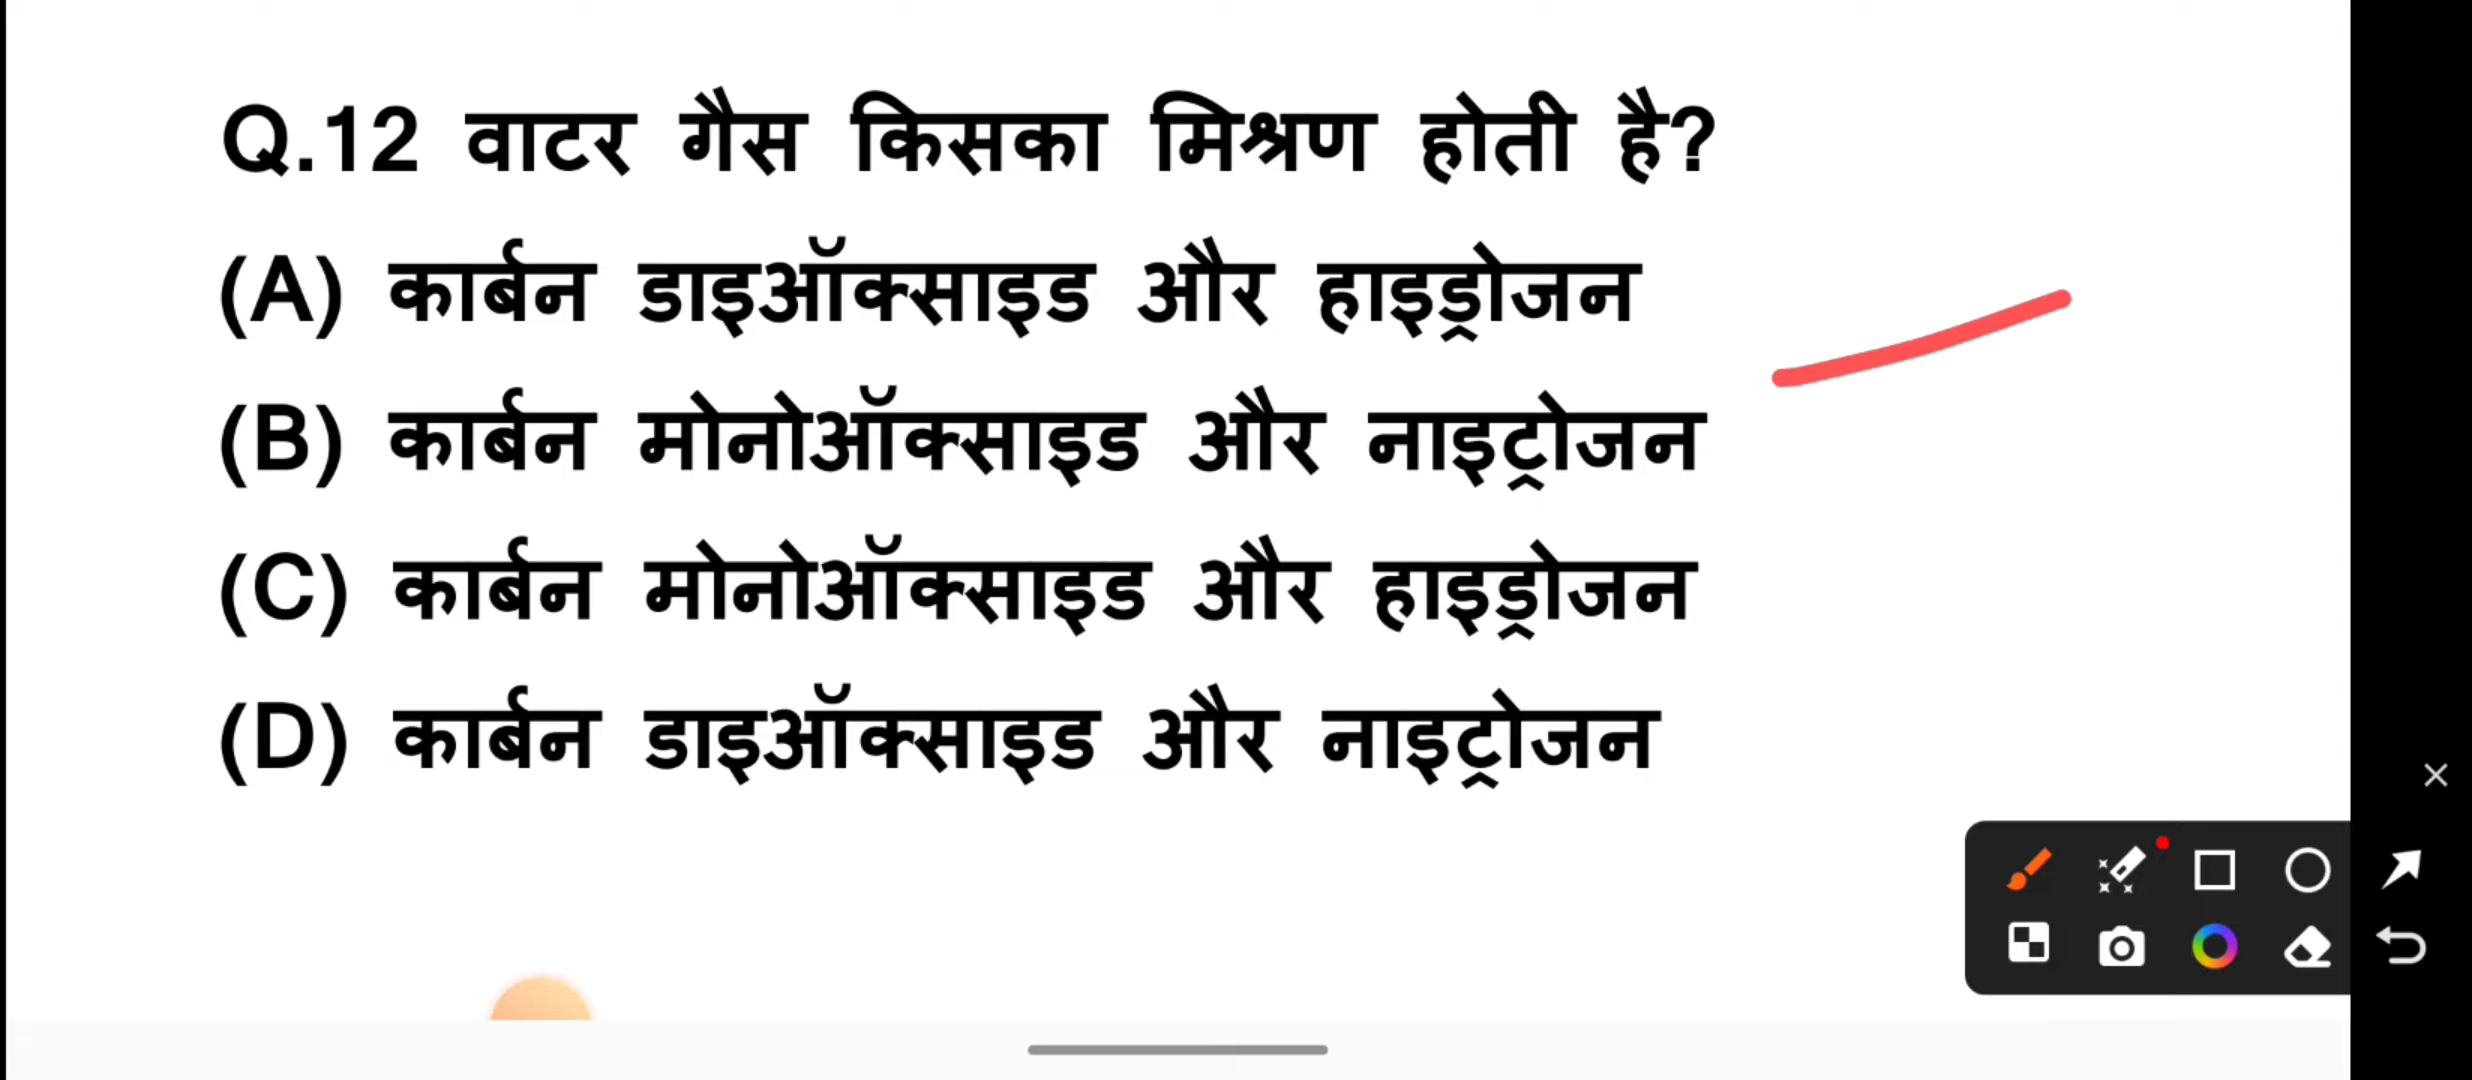 Q.12 वाटर गैस किसका मिश्रण होती है?
(A) कार्बन डाइऑक्साइड और हाइड्रोजन
(B) कार्बन मोनोऑक्साइड और नाइट्रोजन
(C) कार्बन मोनोऑक्साइड और हाइड्रोजन
(D) कार्बन डाइऑक्साइड और नाइट्रोजन